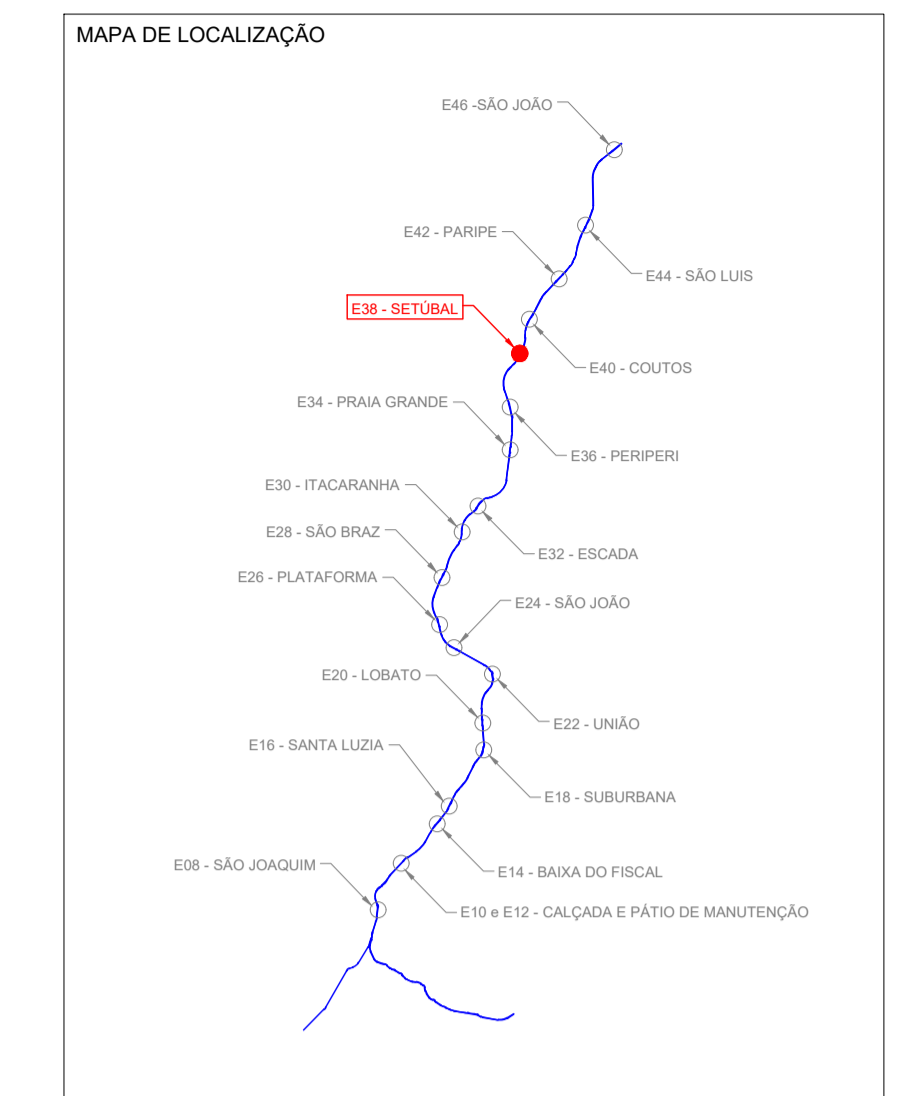 MAPA DE LOCALIZAÇÃO
E46 -SÃO JOÃO
E42 - PARIPE
E44 - SÃO LUIS
E38 - SETÚBAL
E40 - COUTOS
E34 - PRAIA GRANDE
E36 - PERIPERI
E30 - ITACARANHA
E28 - SÃO BRAZ
E32 - ESCADA
E26 - PLATAFORMA
E24 - SÃO JOÃO
E20 - LOBATO
E22 - UNIÃO
E16 - SANTA LUZIA
E18 - SUBURBANA
E08 - SÃO JOAQUIM
E14 - BAIXA DO FISCAL
E10 e E12 - CALÇADA E PÁTIO DE MANUTENÇÃO